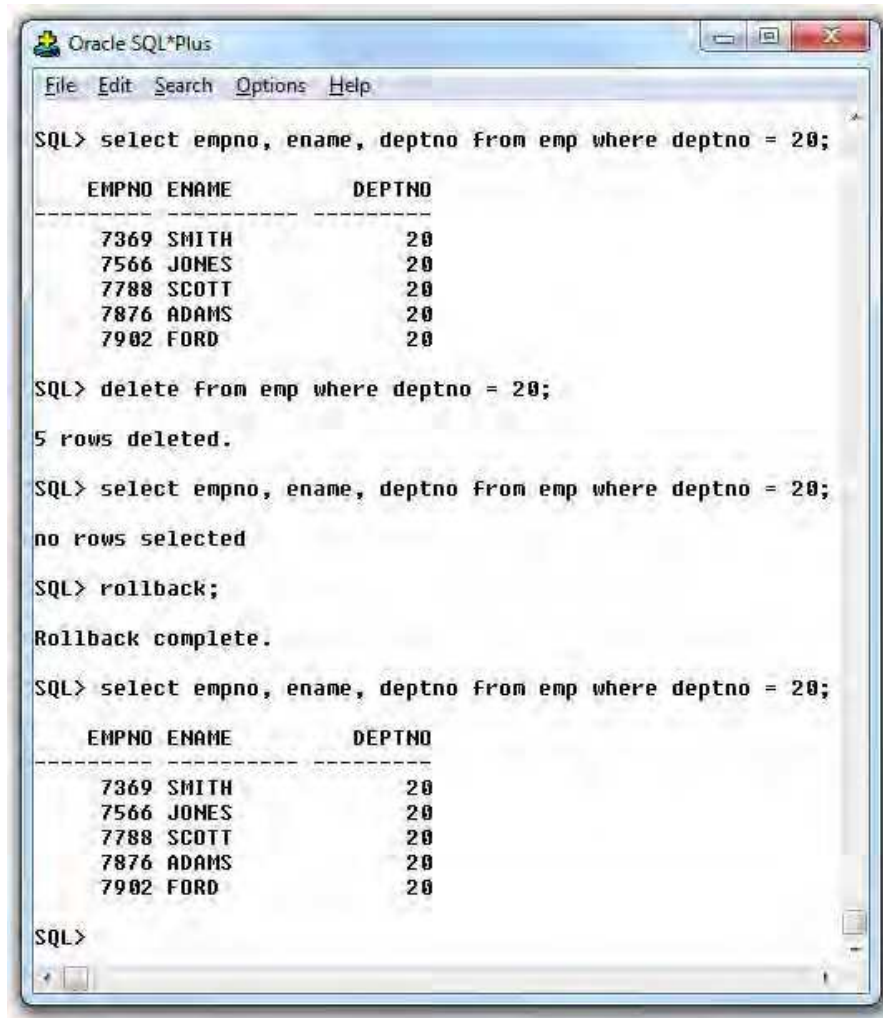 Oracle SQL*Plus
File Edit Search Options Help
SQL> select empno, ename, deptno from emp where deptno = 20;
EMPNO ENAME DEPTNO
--------- ---------- ---------
7369 SMITH 20
7566 JONES 20
7788 SCOTT 20
7876 ADAMS 20
7902 FORD 20
SQL> delete from emp where deptno = 20;
5 rows deleted.
SQL> select empno, ename, deptno from emp where deptno = 20;
no rows selected
SQL> rollback;
Rollback complete.
SQL> select empno, ename, deptno from emp where deptno = 20;
EMPNO ENAME DEPTNO
--------- ---------- ---------
7369 SMITH 20
7566 JONES 20
7788 SCOTT 20
7876 ADAMS 20
7902 FORD 20
SQL>